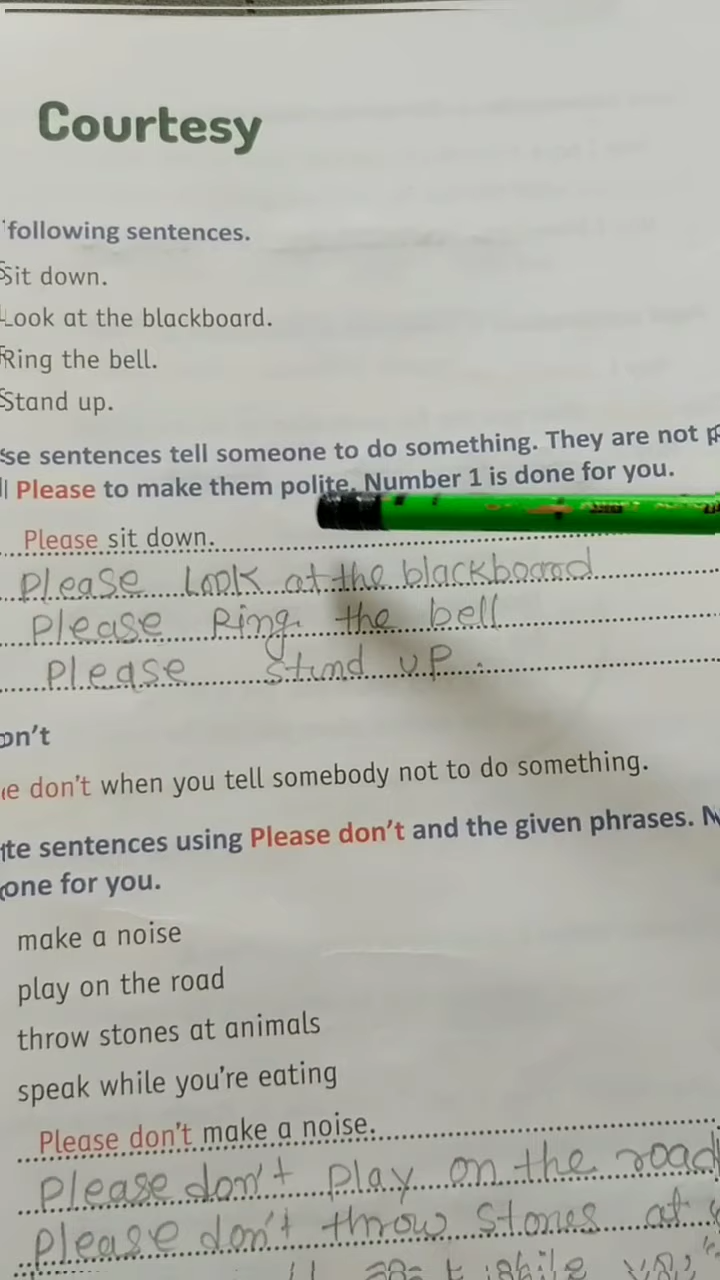 Courtesy
following sentences.
Sit down.
Look at the blackboard.
Ring the bell.
Stand up.
se sentences tell someone to do something. They are not
Please to make them polite. Number 1 is done for you.
Please sit down.
Please Look at the blackboard
Please Ring the bell
Please stand up.
on't
e don't when you tell somebody not to do something.
te sentences using Please don't and the given phrases. N
one for you.
make a noise
play on the road
throw stones at animals
speak while you're eating
Please don't make a noise.
Please don't play on the road
Please don't throw stones at